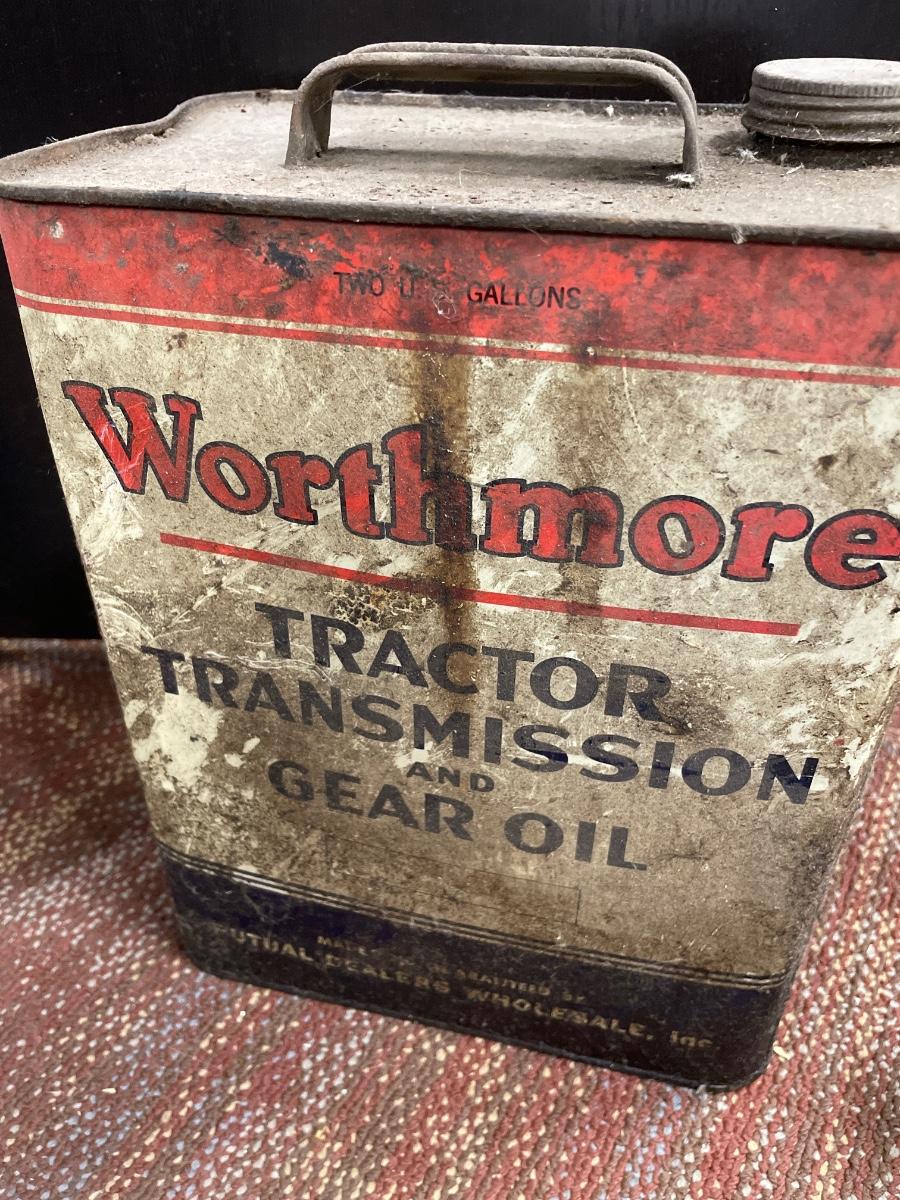 TWO U. GALLONS
Worthmore
TRACTOR
TRANSMISSION
AND
GEAR OIL
MUTUAL DEALERS WHOLESALE, Inc